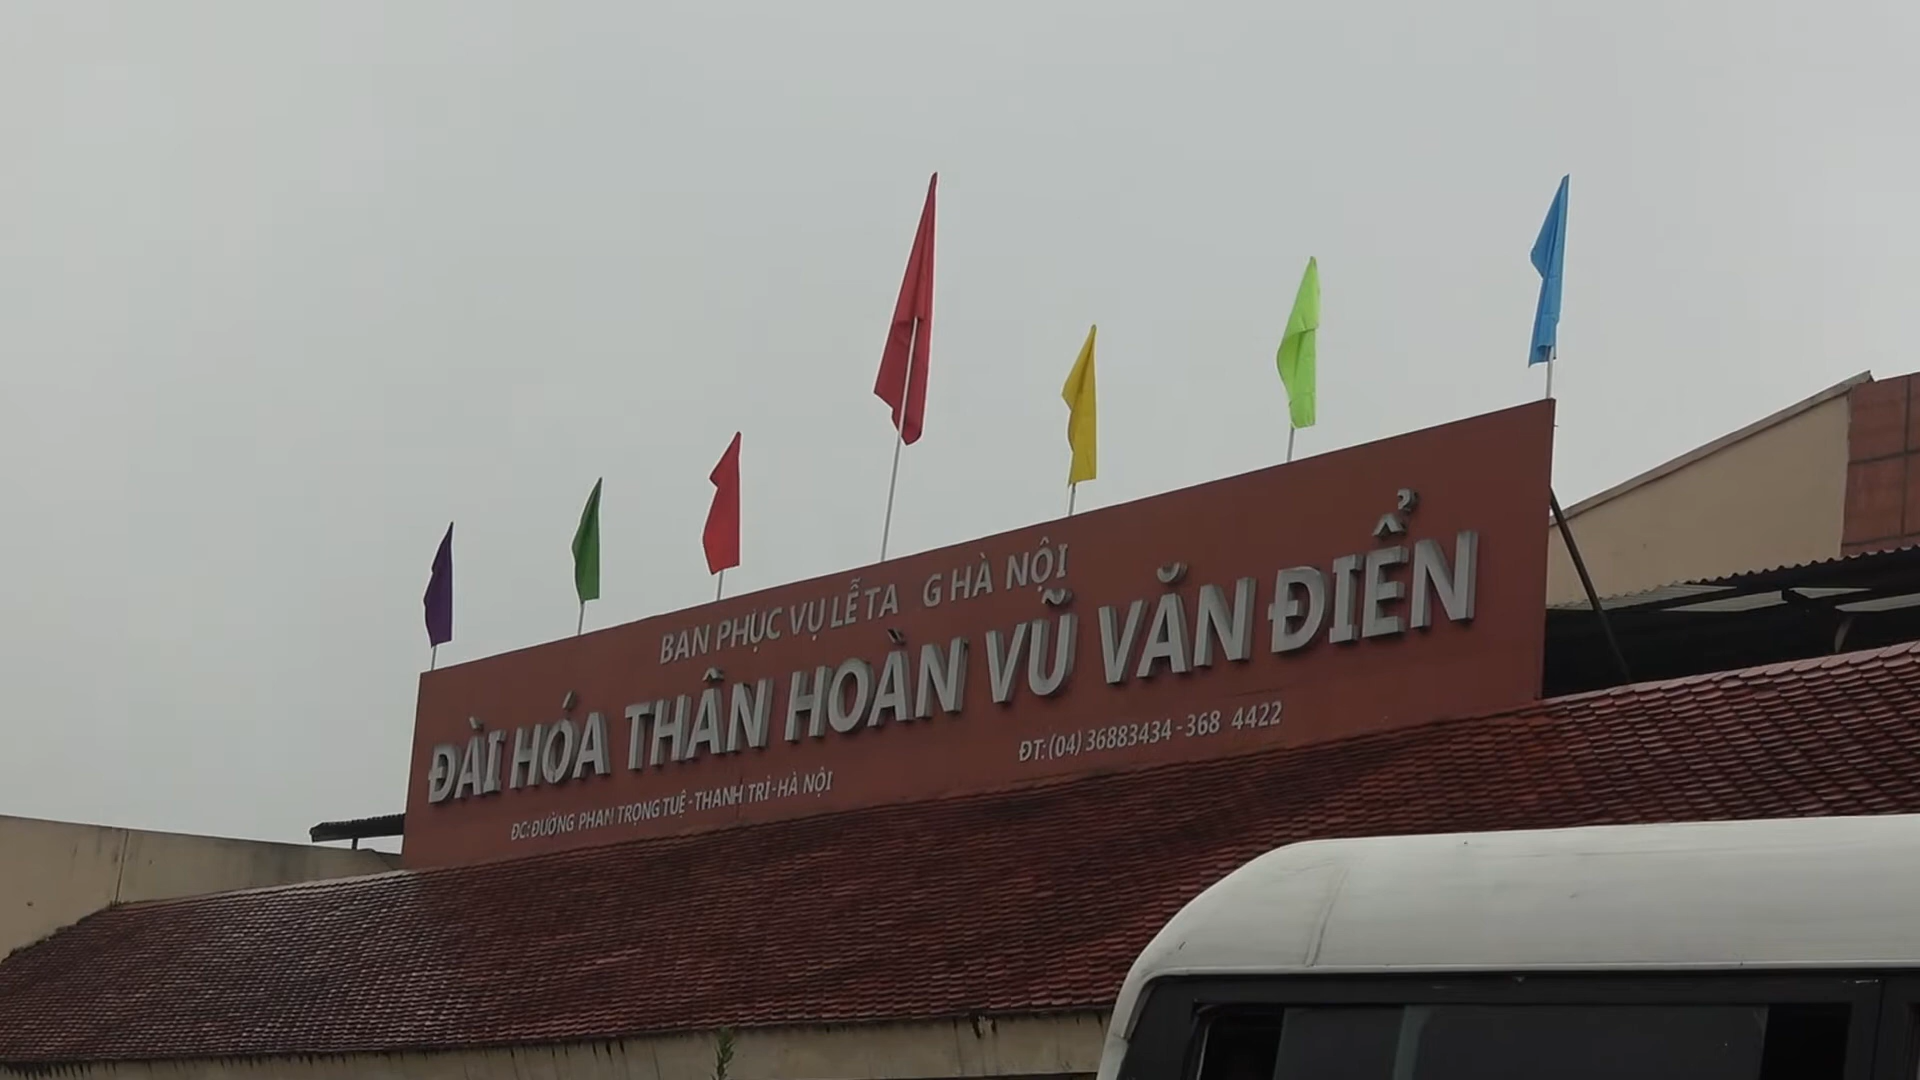 BAN PHỤC VỤ LỄ TA G HÀ NỘI
ĐÀI HÓA THÂN HOÀN VŨ VĂN ĐIỂN
ĐC: ĐƯỜNG PHAN TRỌNG TUỆ - THANH TRÌ - HÀ NỘI
ĐT: (04) 36883434 - 368 4422